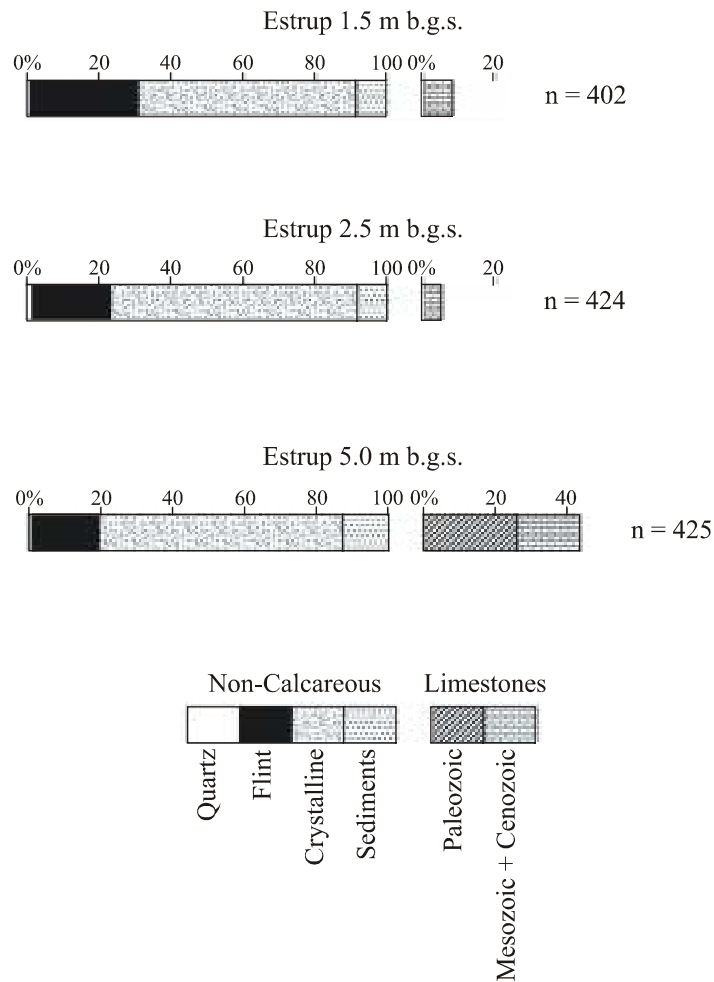 Estrup 1.5 m b.g.s.
0% 20 40 60 80 100 0% 20
n = 402
Estrup 2.5 m b.g.s.
0% 20 40 60 80 100 0% 20
n = 424
Estrup 5.0 m b.g.s.
0% 20 40 60 80 100 0% 20 40
n = 425
Non-Calcareous Limestones
Quartz
Flint
Crystalline
Sediments
Paleozoic
Mesozoic + Cenozoic